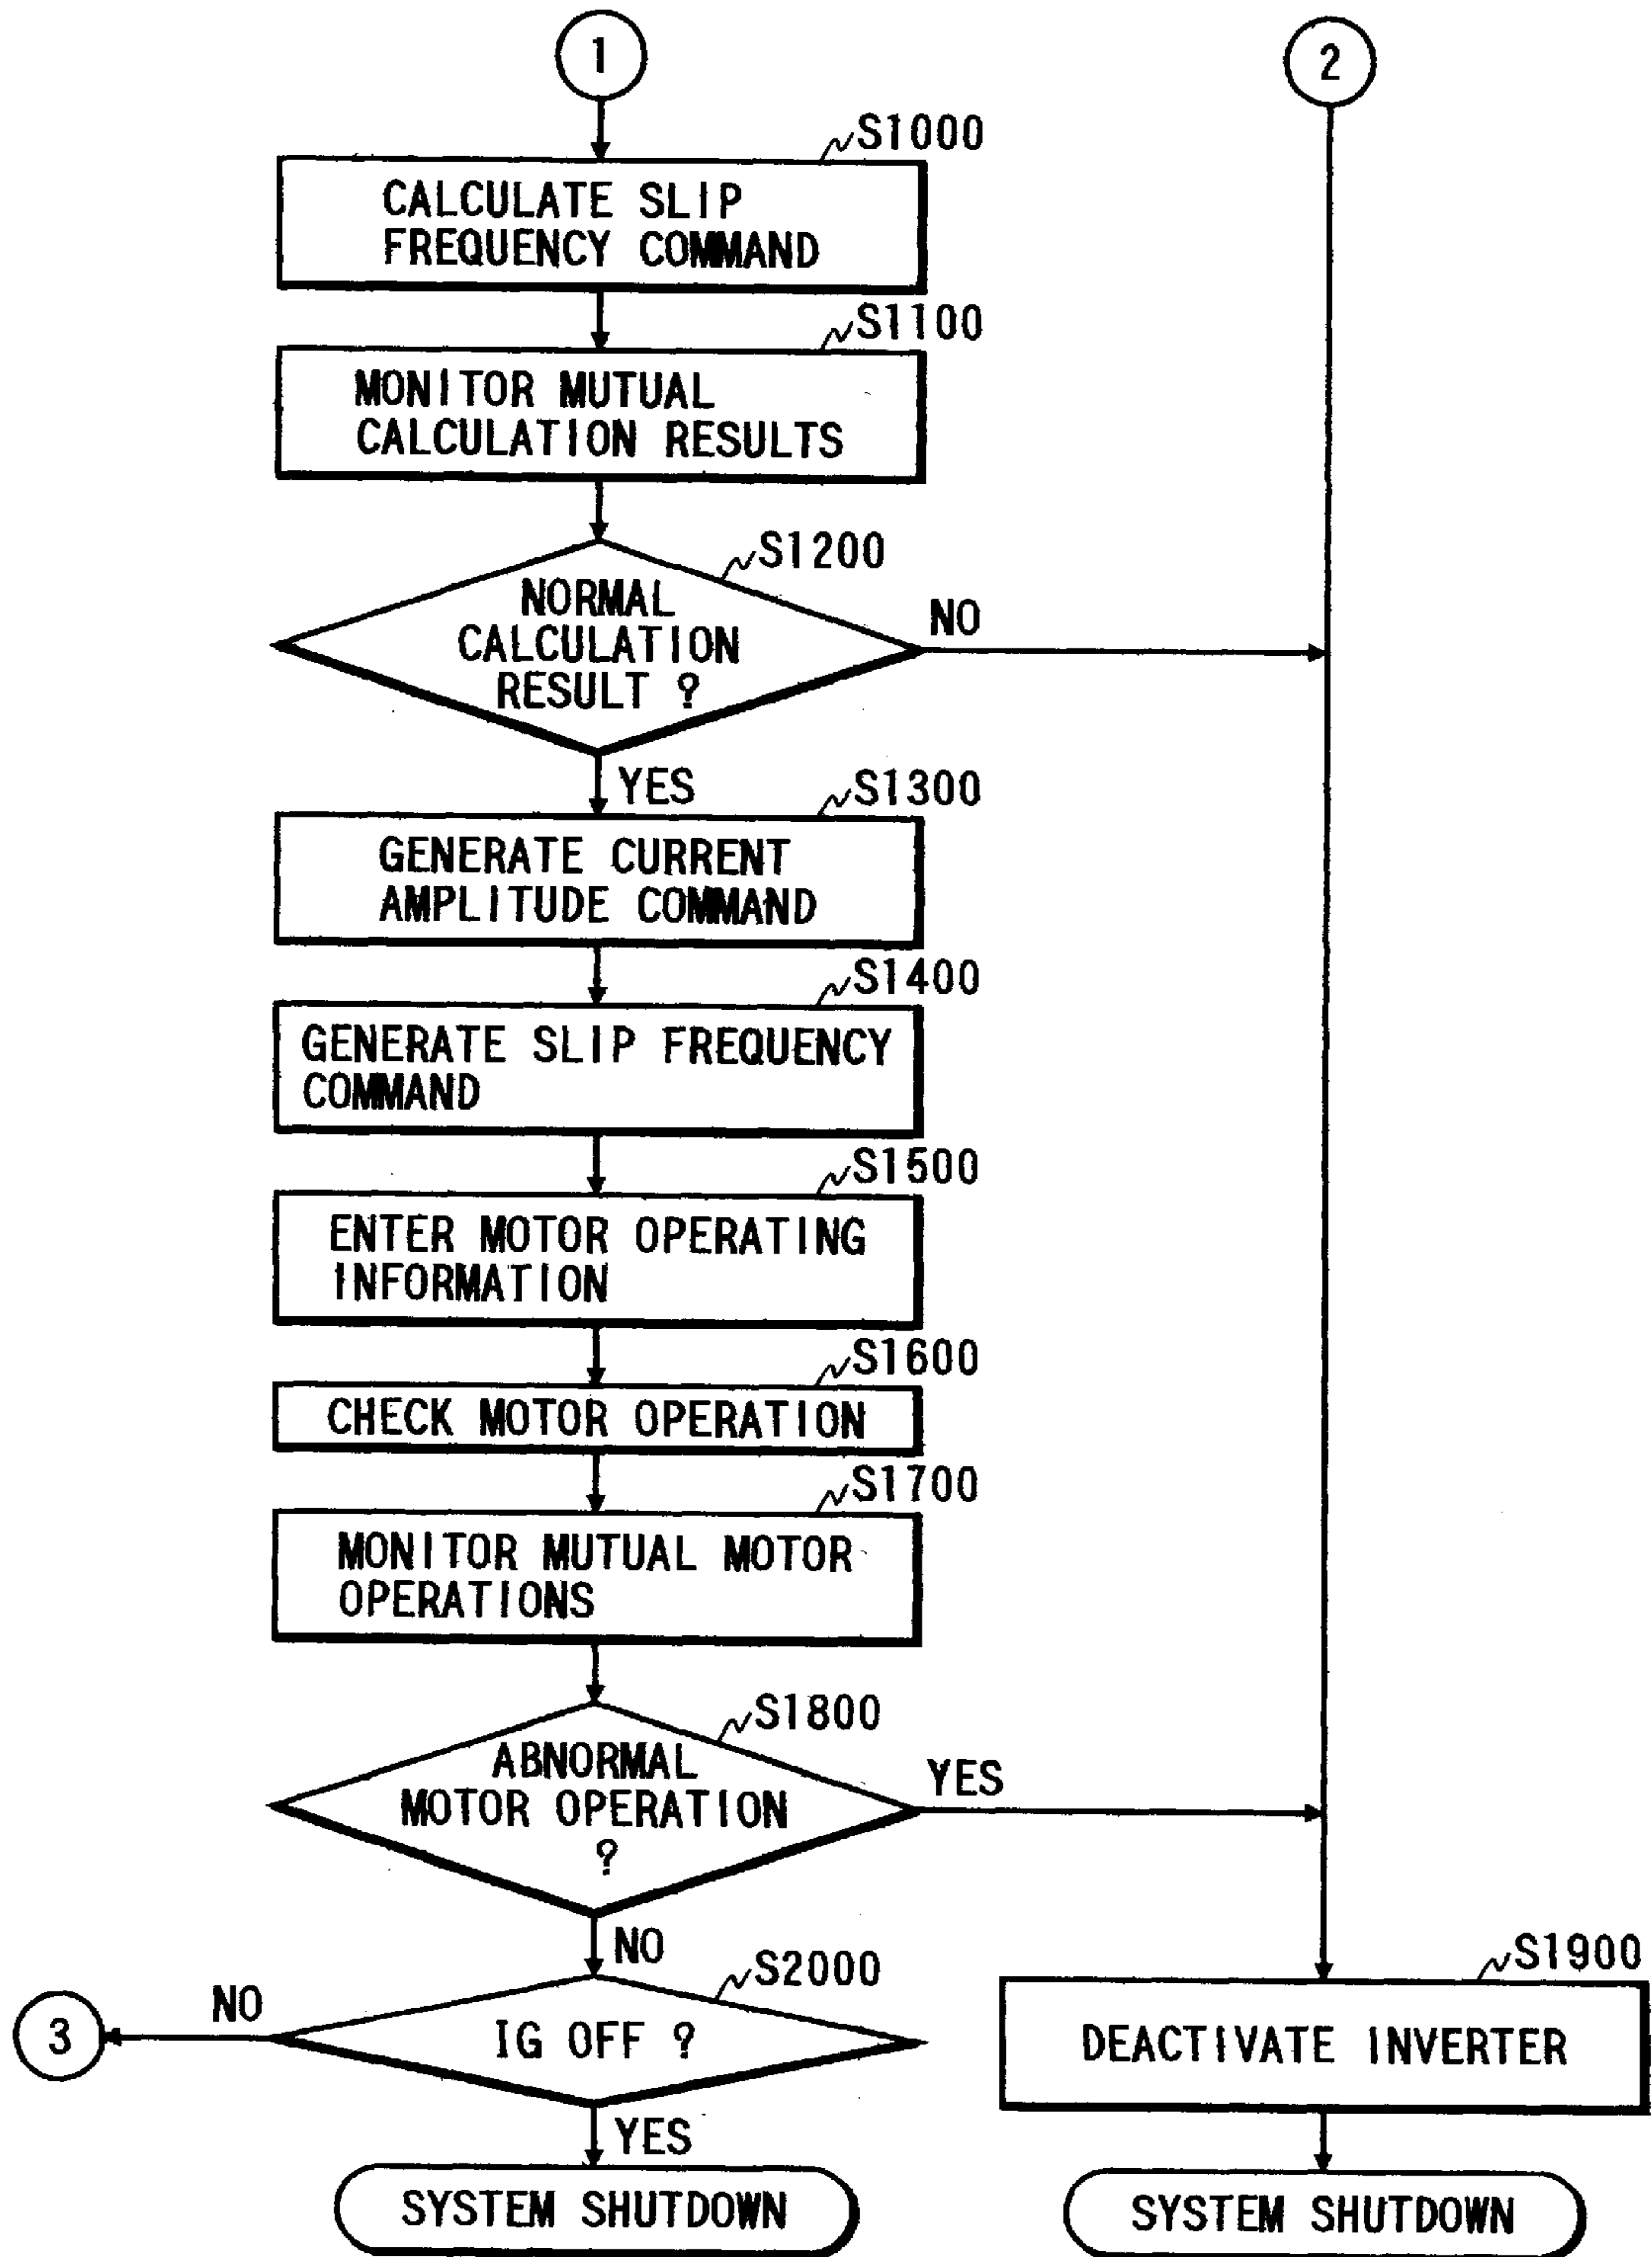 1
2
S1000
CALCULATE SLIP
FREQUENCY COMMAND
S1100
MONITOR MUTUAL
CALCULATION RESULTS
S1200
NORMAL
CALCULATION
RESULT ?
NO
YES
S1300
GENERATE CURRENT
AMPLITUDE COMMAND
S1400
GENERATE SLIP FREQUENCY
COMMAND
S1500
ENTER MOTOR OPERATING
INFORMATION
S1600
CHECK MOTOR OPERATION
S1700
MONITOR MUTUAL MOTOR
OPERATIONS
S1800
ABNORMAL
MOTOR OPERATION
?
YES
NO
S2000
IG OFF ?
NO
3
YES
SYSTEM SHUTDOWN
S1900
DEACTIVATE INVERTER
SYSTEM SHUTDOWN